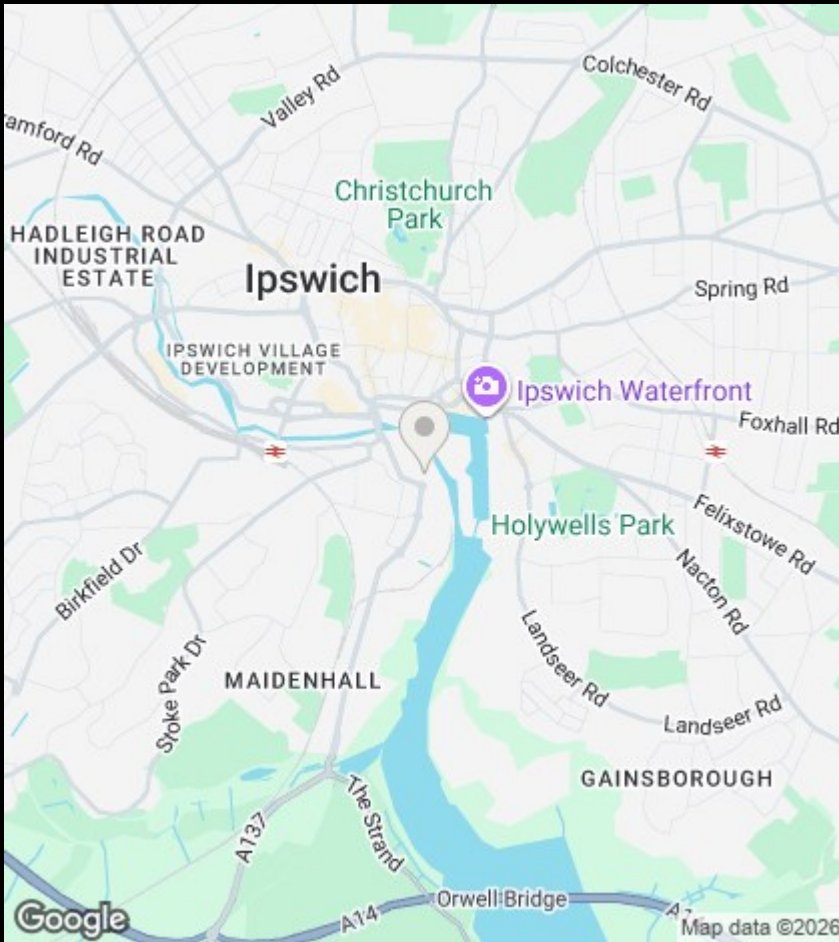 Colchester Rd
Valley Rd
amford Rd
Christchurch
Park
HADLEIGH ROAD
INDUSTRIAL
ESTATE
Ipswich
Spring Rd
IPSWICH VILLAGE
DEVELOPMENT
Ipswich Waterfront
Foxhall Rd
Holywells Park
Felixstowe Rd
Nacton Rd
Birkfield Dr
Landseer Rd
Stoke Park Dr
MAIDENHALL
Landseer Rd
GAINSBOROUGH
The Strand
A137
Orwell Bridge
A14
Google
Map data ©2026